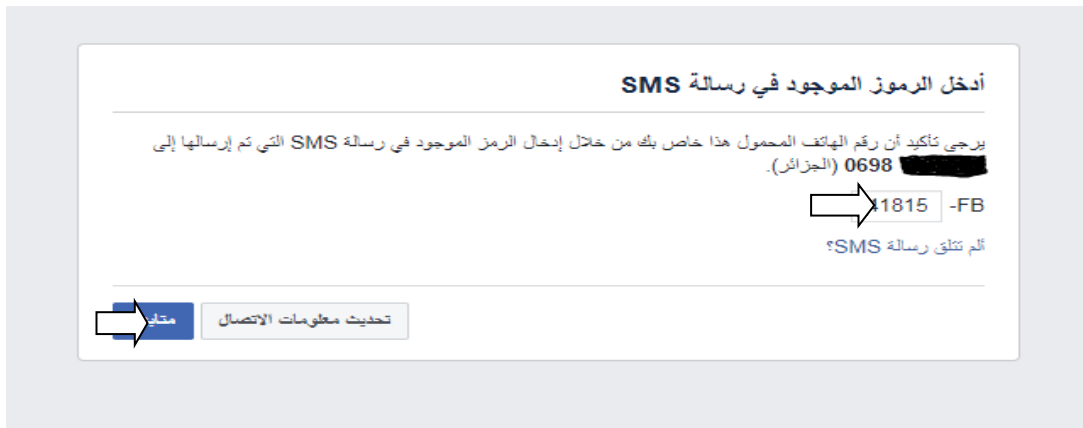 أدخل الرموز الموجود في رسالة SMS
يرجى تأكيد أن رقم الهاتف المحمول هذا خاص بك من خلال إدخال الرمز الموجود في رسالة SMS التي تم إرسالها إلى
0698 (الجزائر).
FB- 41815
ألم تتلق رسالة SMS؟
تحديث معلومات الاتصال